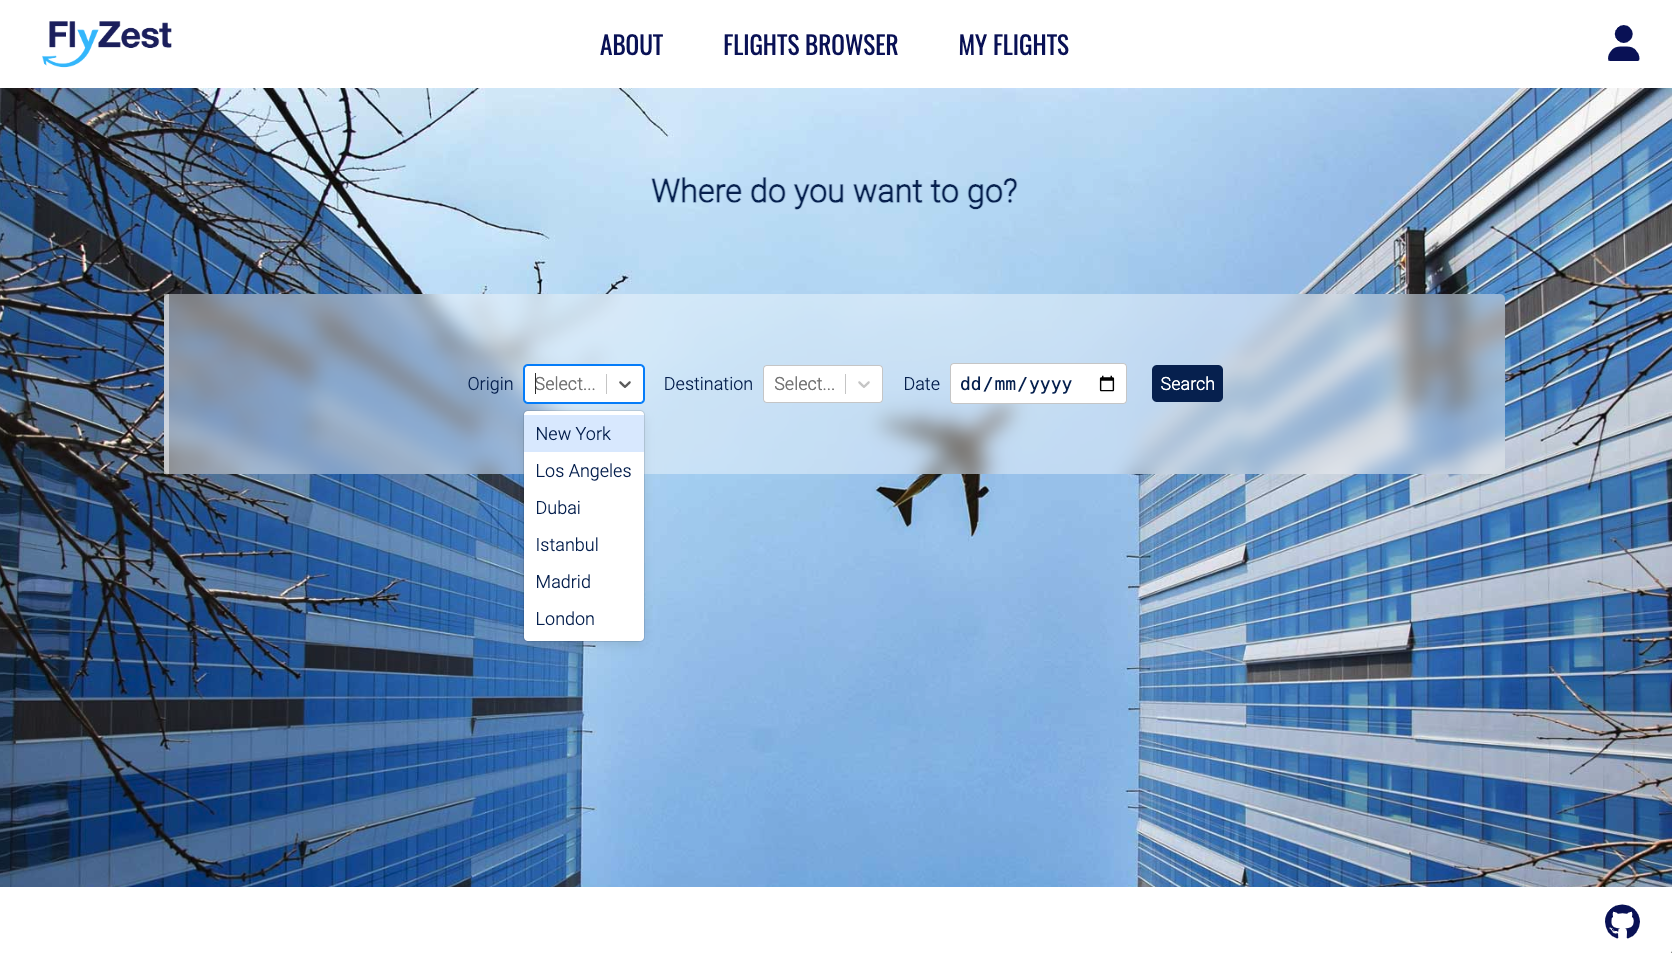 FlyZest
ABOUT FLIGHTS BROWSER MY FLIGHTS
Where do you want to go?
Origin Select... Destination Select... Date dd/mm/yyyy Search
New York
Los Angeles
Dubai
Istanbul
Madrid
London